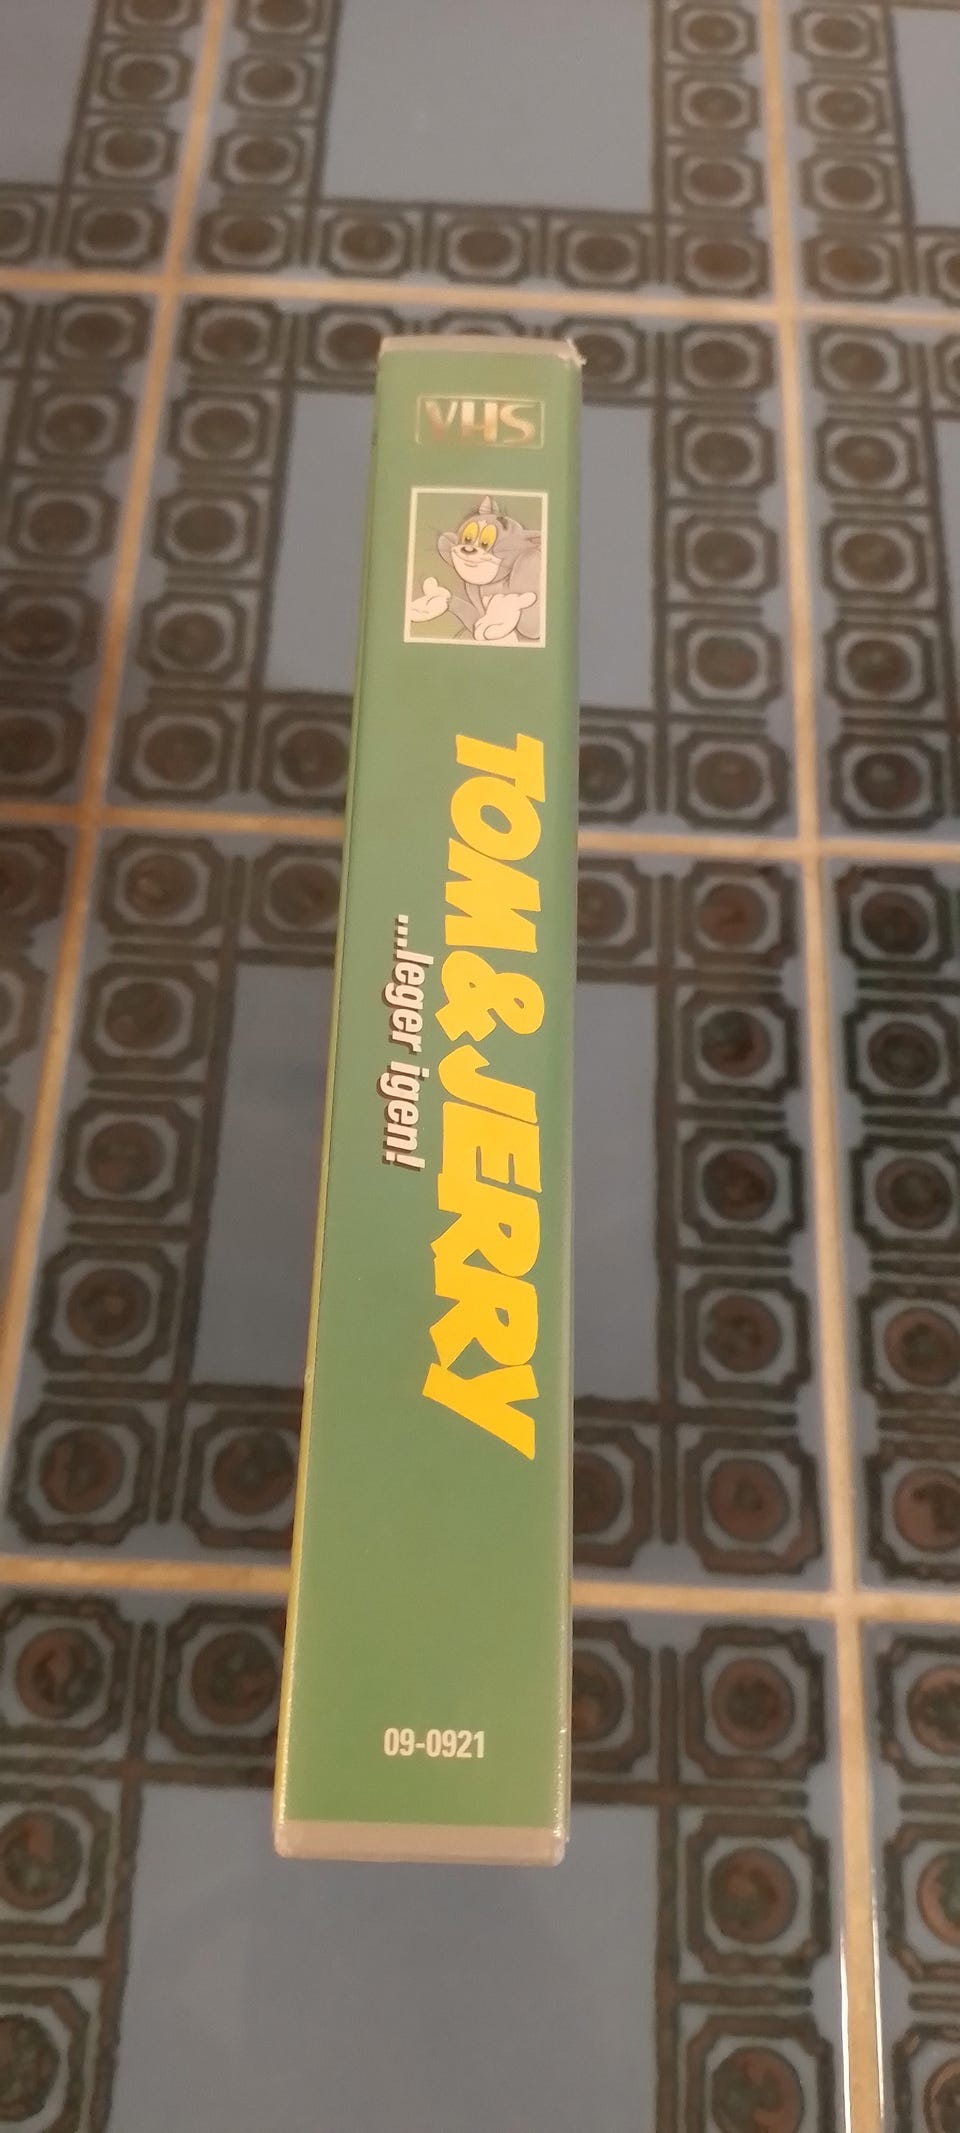 VHS
TOM & JERRY
...leger igen!
09-0921